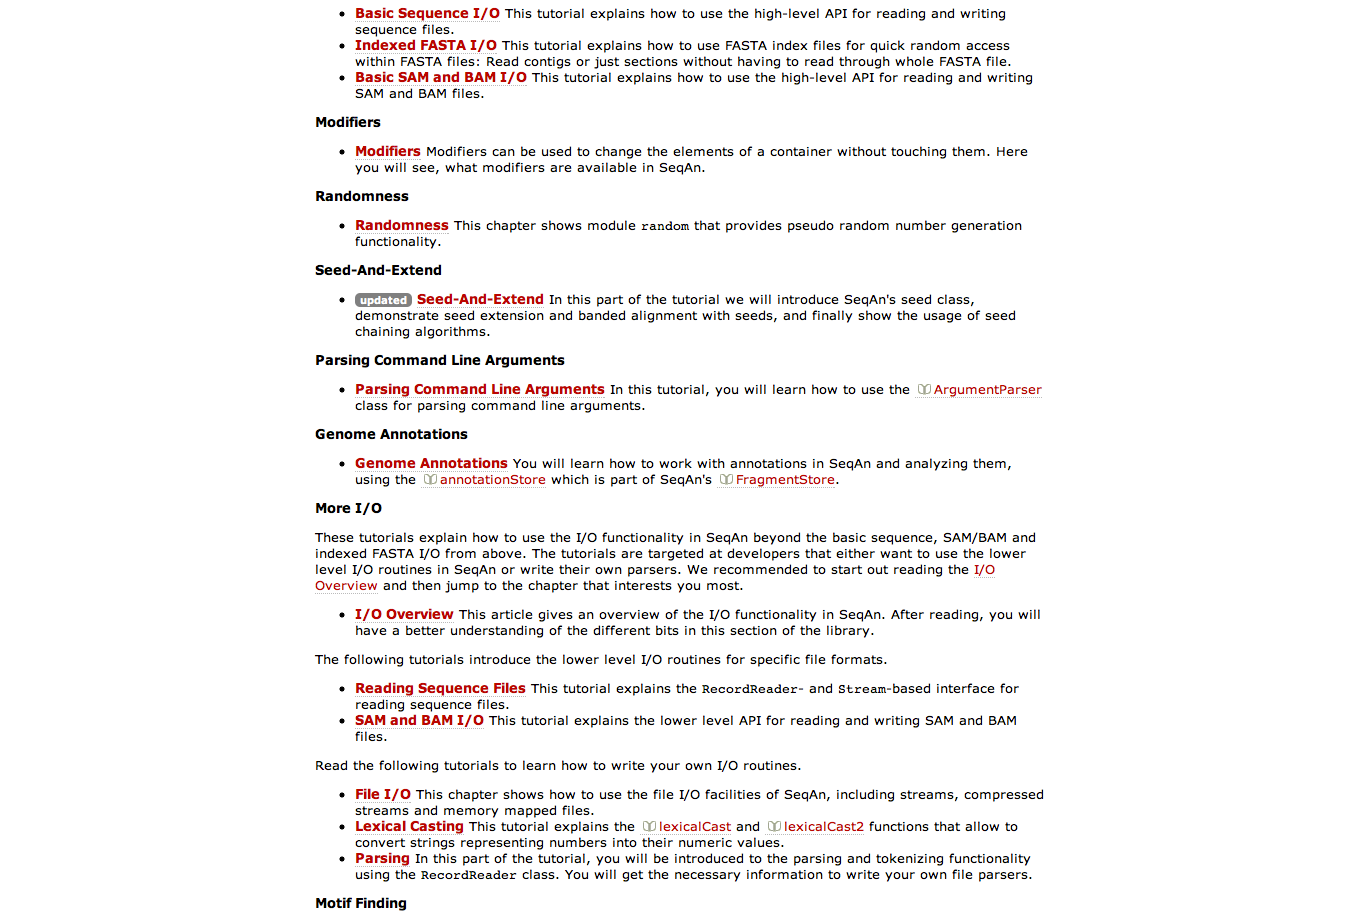 Basic Sequence I/O This tutorial explains how to use the high-level API for reading and writing
sequence files.
Indexed FASTA I/O This tutorial explains how to use FASTA index files for quick random access
within FASTA files: Read contigs or just sections without having to read through whole FASTA file.
Basic SAM and BAM I/O This tutorial explains how to use the high-level API for reading and writing
SAM and BAM files.
Modifiers
Modifiers Modifiers can be used to change the elements of a container without touching them. Here
you will see, what modifiers are available in SeqAn.
Randomness
Randomness This chapter shows module random that provides pseudo random number generation
functionality.
Seed-And-Extend
updated Seed-And-Extend In this part of the tutorial we will introduce SeqAn's seed class,
demonstrate seed extension and banded alignment with seeds, and finally show the usage of seed
chaining algorithms.
Parsing Command Line Arguments
Parsing Command Line Arguments In this tutorial, you will learn how to use the ArgumentParser
class for parsing command line arguments.
Genome Annotations
Genome Annotations You will learn how to work with annotations in SeqAn and analyzing them,
using the annotationStore which is part of SeqAn's FragmentStore.
More I/O
These tutorials explain how to use the I/O functionality in SeqAn beyond the basic sequence, SAM/BAM and
indexed FASTA I/O from above. The tutorials are targeted at developers that either want to use the lower
level I/O routines in SeqAn or write their own parsers. We recommended to start out reading the I/O
Overview and then jump to the chapter that interests you most.
I/O Overview This article gives an overview of the I/O functionality in SeqAn. After reading, you will
have a better understanding of the different bits in this section of the library.
The following tutorials introduce the lower level I/O routines for specific file formats.
Reading Sequence Files This tutorial explains the RecordReader- and Stream-based interface for
reading sequence files.
SAM and BAM I/O This tutorial explains the lower level API for reading and writing SAM and BAM
files.
Read the following tutorials to learn how to write your own I/O routines.
File I/O This chapter shows how to use the file I/O facilities of SeqAn, including streams, compressed
streams and memory mapped files.
Lexical Casting This tutorial explains the lexicalCast and lexicalCast2 functions that allow to
convert strings representing numbers into their numeric values.
Parsing In this part of the tutorial, you will be introduced to the parsing and tokenizing functionality
using the RecordReader class. You will get the necessary information to write your own file parsers.
Motif Finding